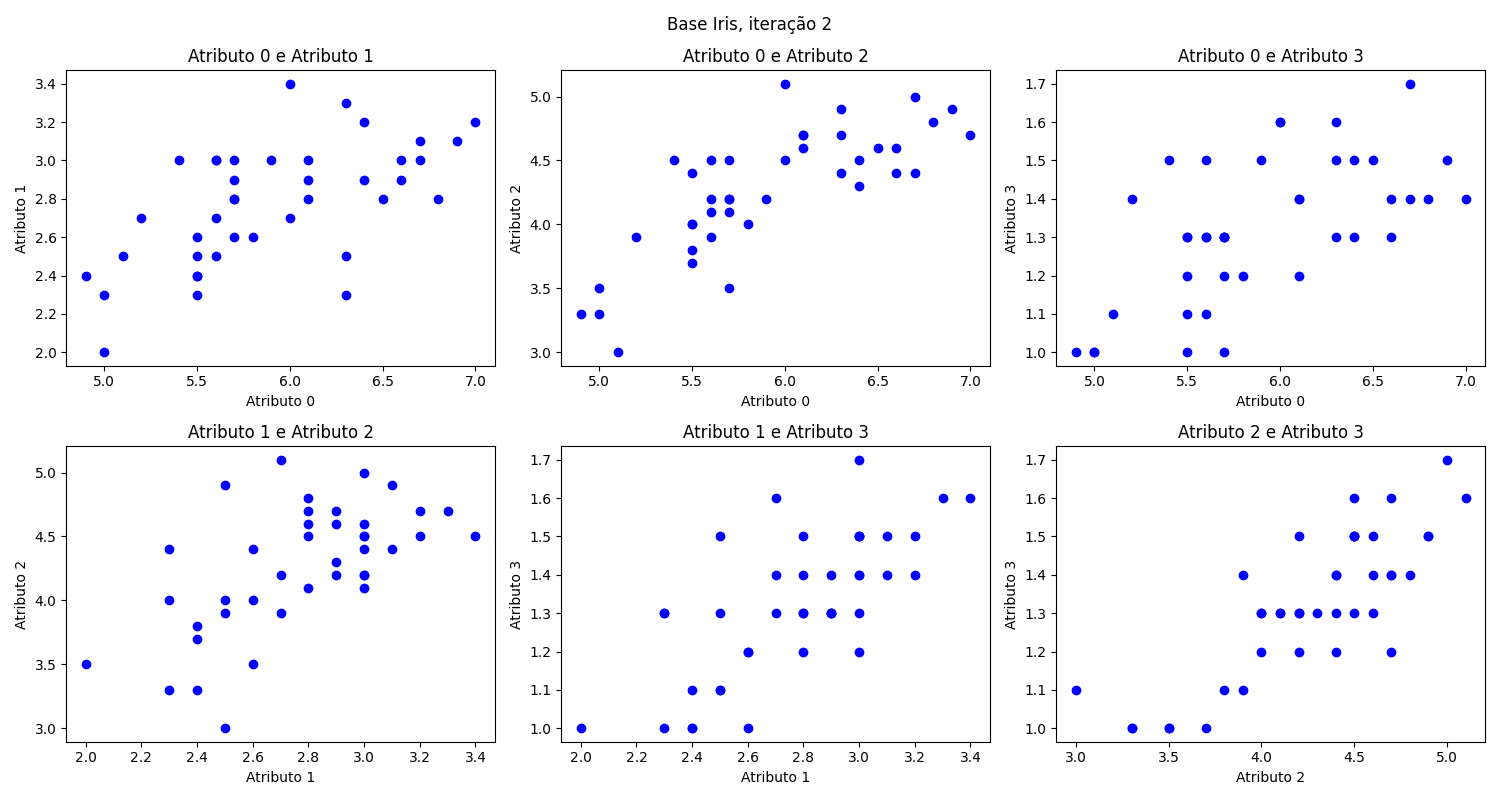 Base Iris, iteração 2
Atributo 0 e Atributo 1
3.4
3.2
3.0
2.8
2.6
2.4
2.2
2.0
Atributo 1
5.0 5.5 6.0 6.5 7.0
Atributo 0
Atributo 0 e Atributo 2
5.0
4.5
4.0
3.5
3.0
Atributo 2
5.0 5.5 6.0 6.5 7.0
Atributo 0
Atributo 0 e Atributo 3
1.7
1.6
1.5
1.4
1.3
1.2
1.1
1.0
Atributo 3
5.0 5.5 6.0 6.5 7.0
Atributo 0
Atributo 1 e Atributo 2
5.0
4.5
4.0
3.5
3.0
Atributo 2
2.0 2.2 2.4 2.6 2.8 3.0 3.2 3.4
Atributo 1
Atributo 1 e Atributo 3
1.7
1.6
1.5
1.4
1.3
1.2
1.1
1.0
Atributo 3
2.0 2.2 2.4 2.6 2.8 3.0 3.2 3.4
Atributo 1
Atributo 2 e Atributo 3
1.7
1.6
1.5
1.4
1.3
1.2
1.1
1.0
Atributo 3
3.0 3.5 4.0 4.5 5.0
Atributo 2